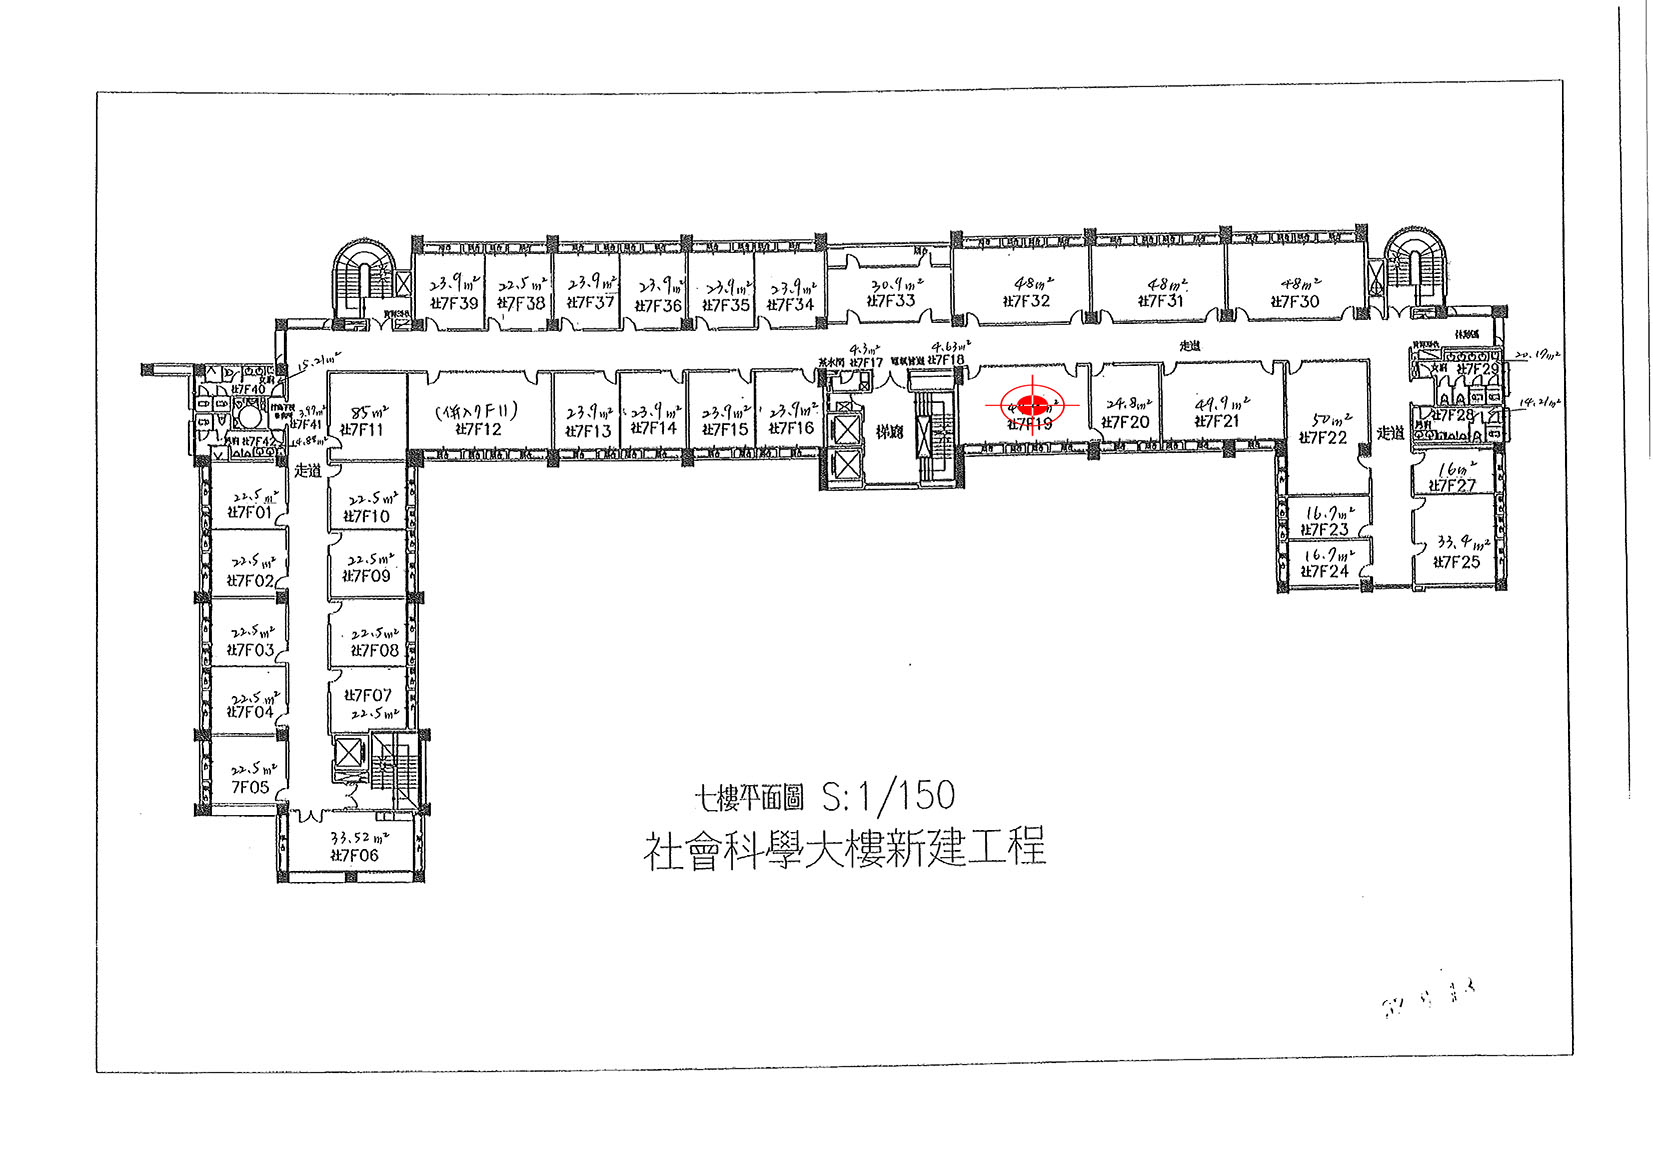 23.9m²
社7F39
22.5m²
社7F38
23.9m²
社7F37
23.9m²
社7F36
23.9m²
社7F35
23.9m²
社7F34
30.9m²
社7F33
48m²
社7F32
48m²
社7F31
48m²
社7F30
15.21m²
女廁
社7F40
3.97m²
社7F41
男廁
社7F42
14.88m²
走道
85m²
社7F11
(併入7F11)
社7F12
23.9m²
社7F13
23.9m²
社7F14
23.9m²
社7F15
23.9m²
社7F16
茶水間
4.3m²
社7F17
4.63m²
社7F18
梯廳
走道
社7F19
24.8m²
社7F20
49.9m²
社7F21
50m²
社7F22
走道
20.17m²
女廁
社7F29
14.21m²
男廁
社7F28
16m²
社7F27
16.7m²
社7F23
33.4m²
社7F25
16.7m²
社7F24
22.5m²
社7F01
22.5m²
社7F10
22.5m²
社7F02
22.5m²
社7F09
22.5m²
社7F03
22.5m²
社7F08
22.5m²
社7F04
社7F07
22.5m²
22.5m²
7F05
33.52m²
社7F06
七樓平面圖 S:1/150
社會科學大樓新建工程